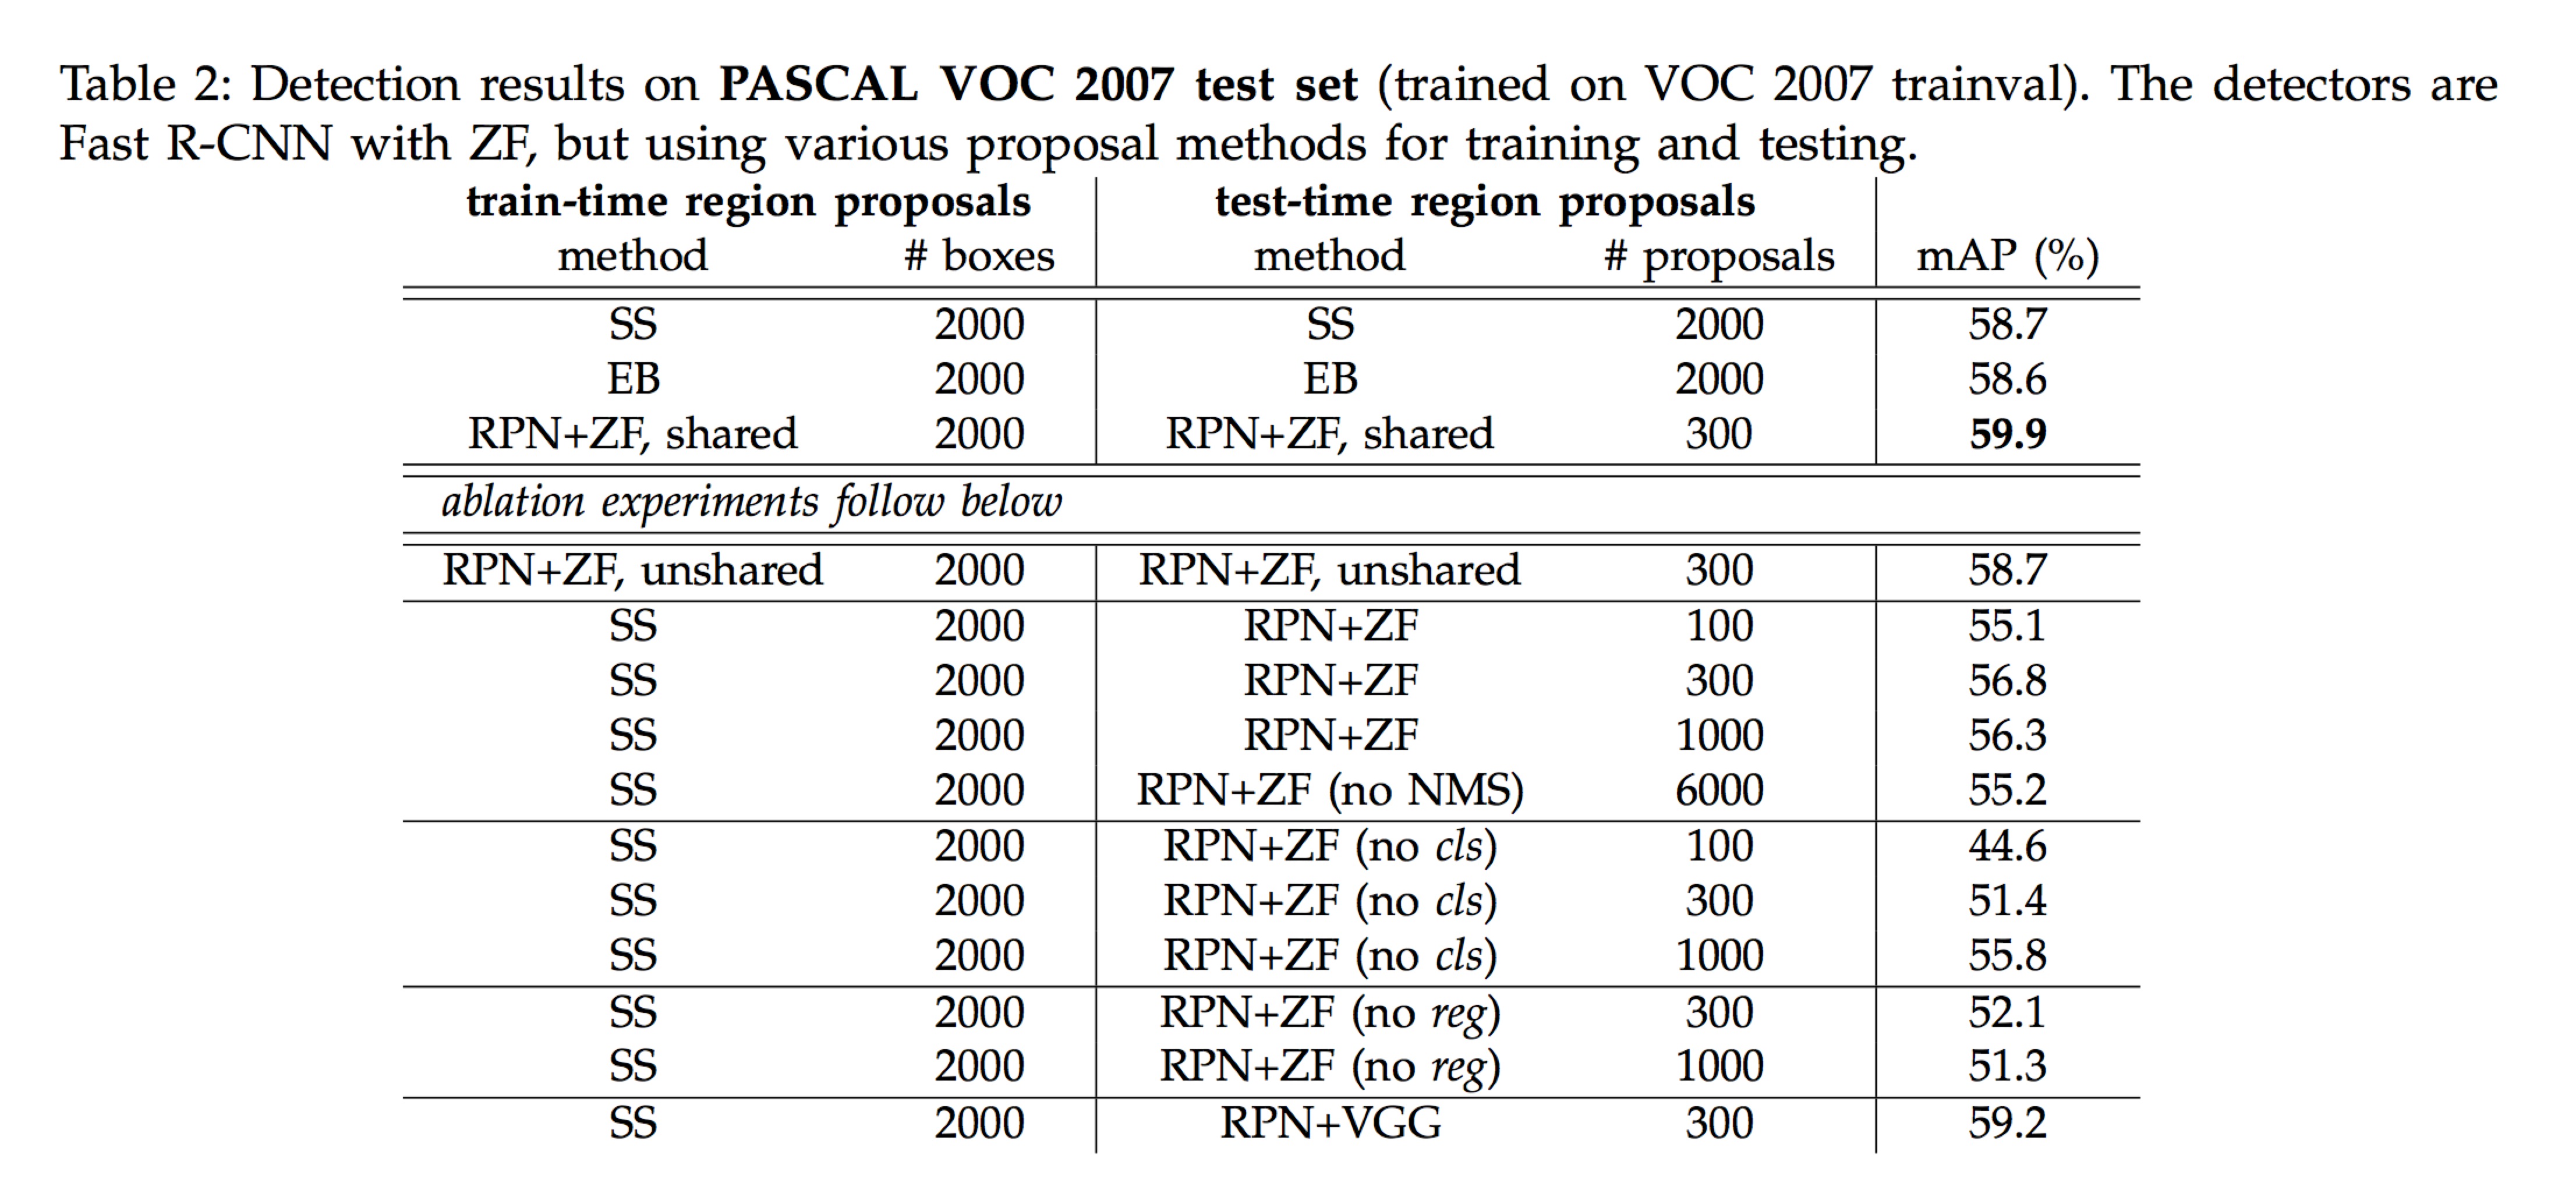 Table 2: Detection results on PASCAL VOC 2007 test set (trained on VOC 2007 trainval). The detectors are
Fast R-CNN with ZF, but using various proposal methods for training and testing.
train-time region proposals test-time region proposals
method # boxes method # proposals mAP (%)
SS 2000 SS 2000 58.7
EB 2000 EB 2000 58.6
RPN+ZF, shared 2000 RPN+ZF, shared 300 59.9
ablation experiments follow below
RPN+ZF, unshared 2000 RPN+ZF, unshared 300 58.7
SS 2000 RPN+ZF 100 55.1
SS 2000 RPN+ZF 300 56.8
SS 2000 RPN+ZF 1000 56.3
SS 2000 RPN+ZF (no NMS) 6000 55.2
SS 2000 RPN+ZF (no cls) 100 44.6
SS 2000 RPN+ZF (no cls) 300 51.4
SS 2000 RPN+ZF (no cls) 1000 55.8
SS 2000 RPN+ZF (no reg) 300 52.1
SS 2000 RPN+ZF (no reg) 1000 51.3
SS 2000 RPN+VGG 300 59.2